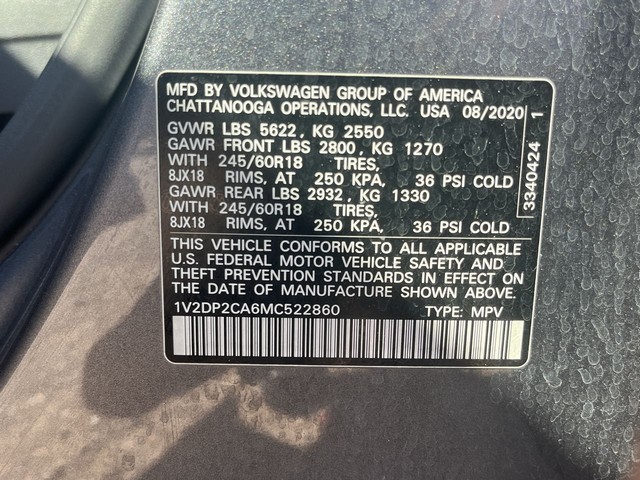 MFD BY VOLKSWAGEN GROUP OF AMERICA
CHATTANOOGA OPERATIONS, LLC. USA 08/2020
GVWR LBS 5622, KG 2550
GAWR FRONT LBS 2800, KG 1270
WITH 245/60R18 TIRES,
8JX18 RIMS, AT 250 KPA, 36 PSI COLD
GAWR REAR LBS 2932, KG 1330
WITH 245/60R18 TIRES,
8JX18 RIMS, AT 250 KPA, 36 PSI COLD
THIS VEHICLE CONFORMS TO ALL APPLICABLE
U.S. FEDERAL MOTOR VEHICLE SAFETY AND
THEFT PREVENTION STANDARDS IN EFFECT ON
THE DATE OF MANUFACTURE SHOWN ABOVE.
1V2DP2CA6MC522860 TYPE: MPV
3340424 1